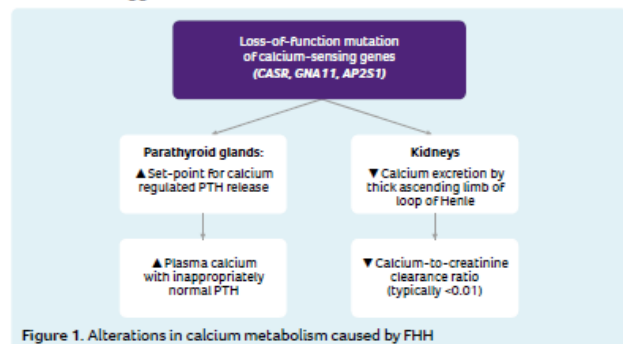 Loss-of-function mutation
of calcium-sensing genes
(CASR, GNA11, AP2S1)
Parathyroid glands:
▲ Set-point for calcium
regulated PTH release
Kidneys
▼ Calcium excretion by
thick ascending limb of
loop of Henle
▲ Plasma calcium
with inappropriately
normal PTH
▼ Calcium-to-creatinine
clearance ratio
(typically <0.01)
Figure 1. Alterations in calcium metabolism caused by FHH